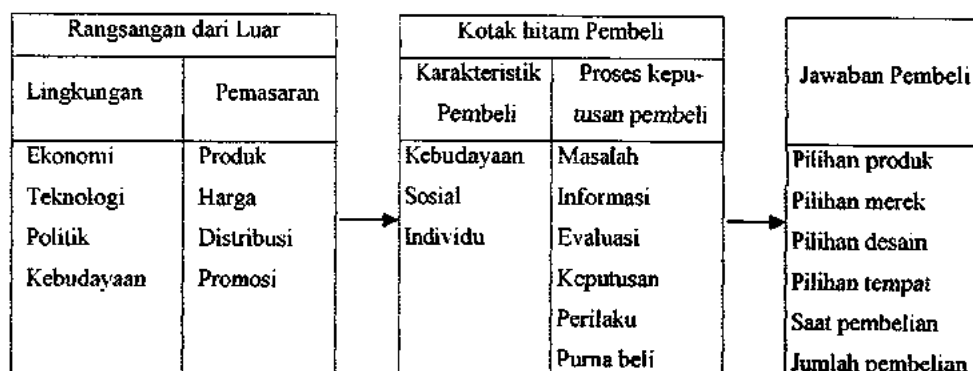 Rangsangan dari Luar
Lingkungan
Pemasaran
Ekonomi
Teknologi
Politik
Kebudayaan
Produk
Harga
Distribusi
Promosi
Kotak hitam Pembeli
Karakteristik
Pembeli
Proses kepu-
tusan pembeli
Kebudayaan
Sosial
Individu
Masalah
Informasi
Evaluasi
Keputusan
Perilaku
Purna beli
Jawaban Pembeli
Pilihan produk
Pilihan merek
Pilihan desain
Pilihan tempat
Saat pembelian
Jumlah pembelian